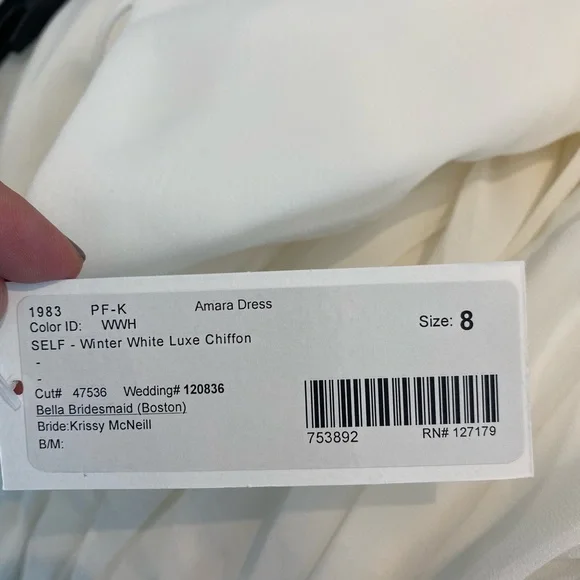 1983 PF-K Amara Dress
Color ID: WWH
Size: 8
SELF - Winter White Luxe Chiffon
-
-
Cut# 47536 Wedding# 120836
Bella Bridesmaid (Boston)
Bride:Krissy McNeill
B/M:
753892 RN# 127179